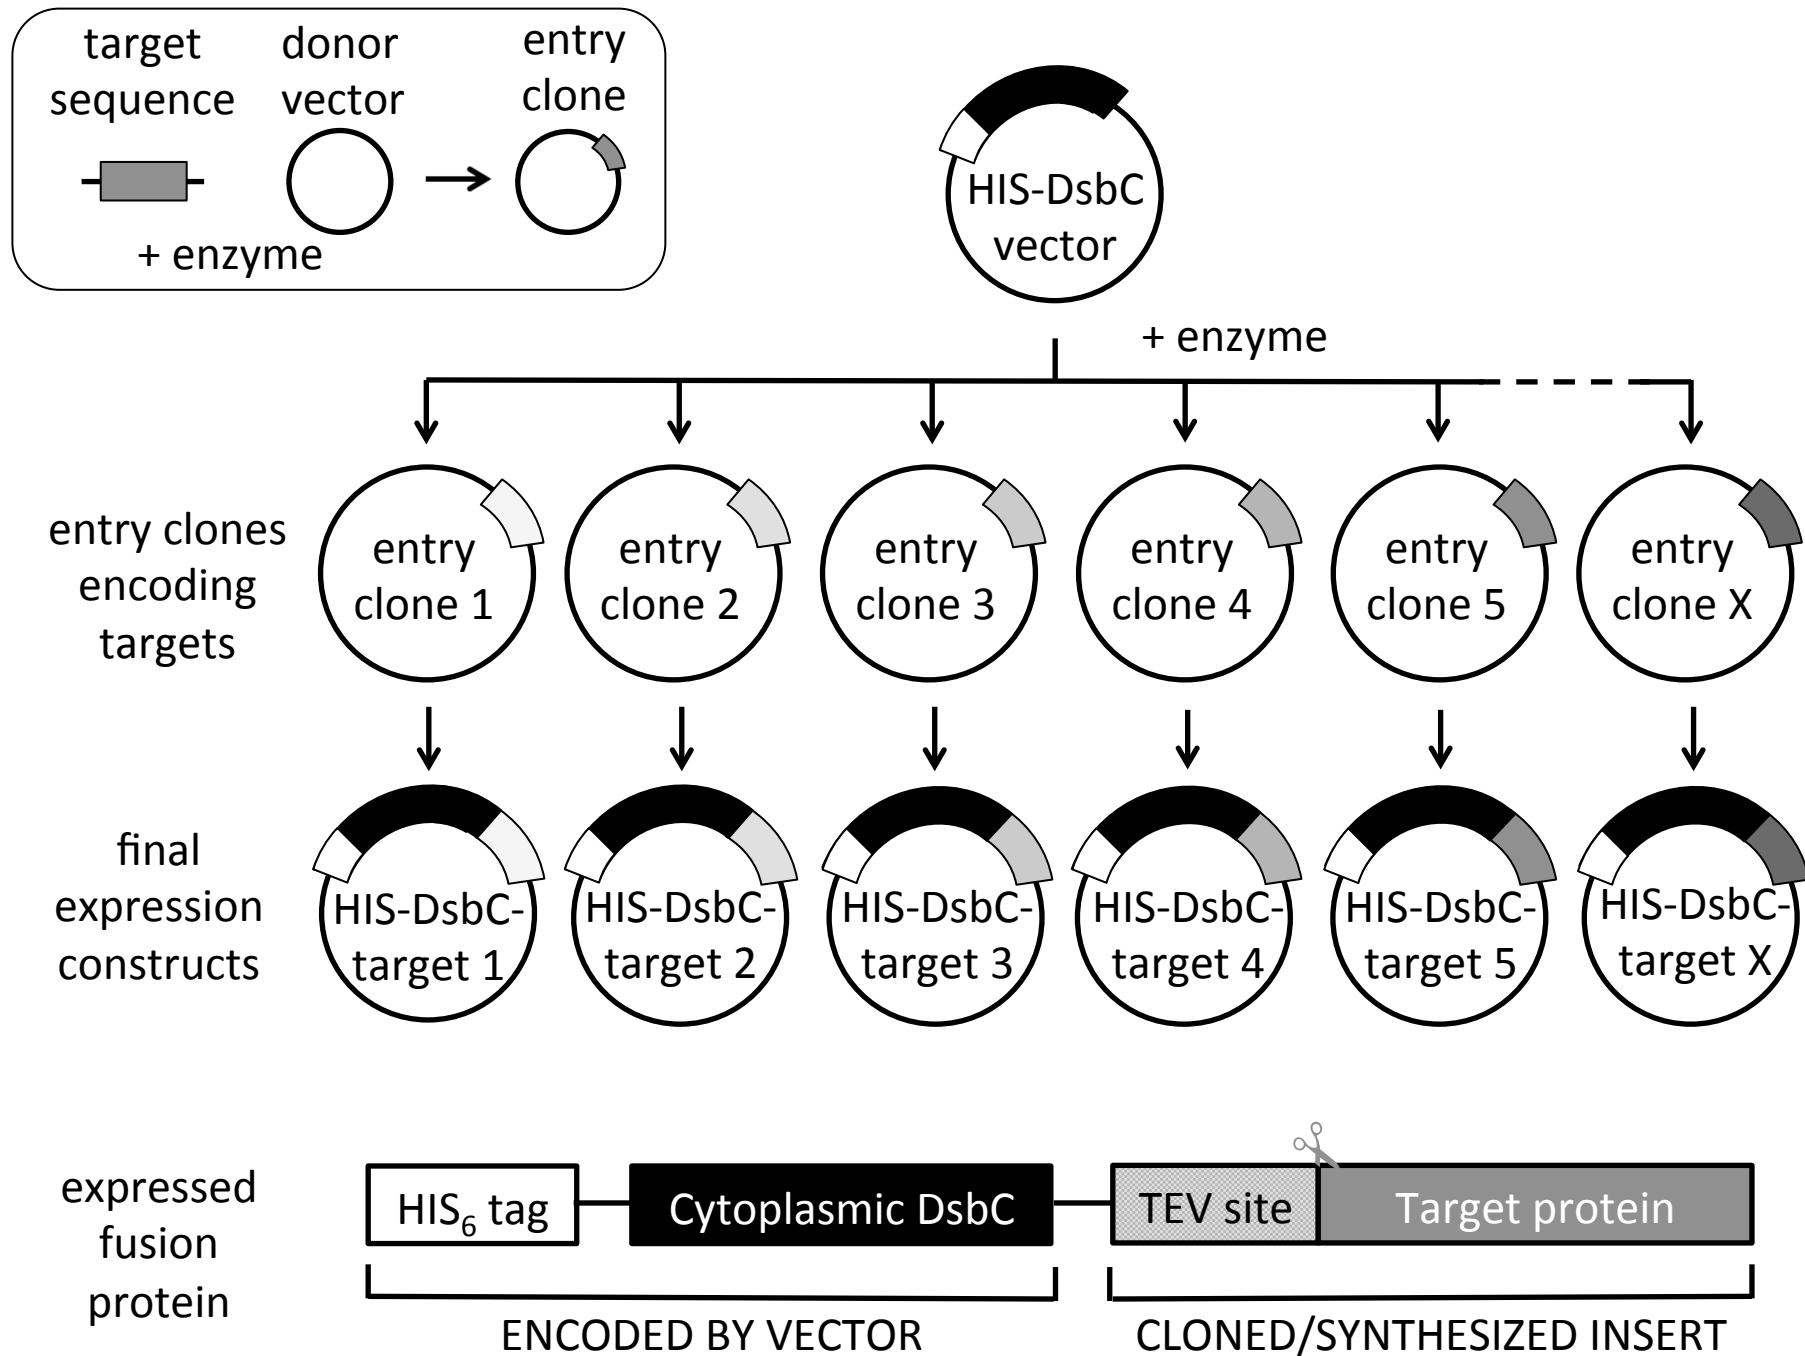 target
sequence
donor
vector
entry
clone
+ enzyme
HIS-DsbC
vector
+ enzyme
entry clones
encoding
targets
entry
clone 1
entry
clone 2
entry
clone 3
entry
clone 4
entry
clone 5
entry
clone X
final
expression
constructs
HIS-DsbC-
target 1
HIS-DsbC-
target 2
HIS-DsbC-
target 3
HIS-DsbC-
target 4
HIS-DsbC-
target 5
HIS-DsbC-
target X
expressed
fusion
protein
HIS₆ tag
Cytoplasmic DsbC
TEV site
Target protein
ENCODED BY VECTOR
CLONED/SYNTHESIZED INSERT